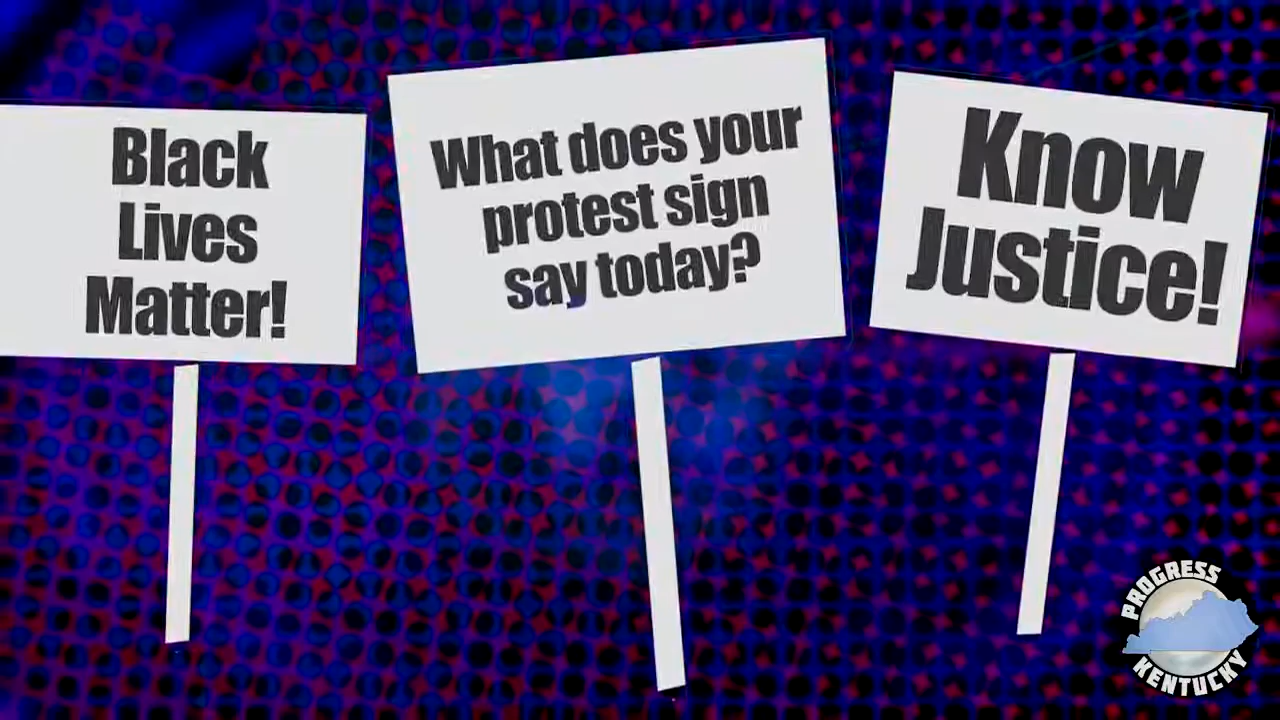 Black
Lives
Matter!
What does your
protest sign
say today?
Know
Justice!
PROGRESS
KENTUCKY